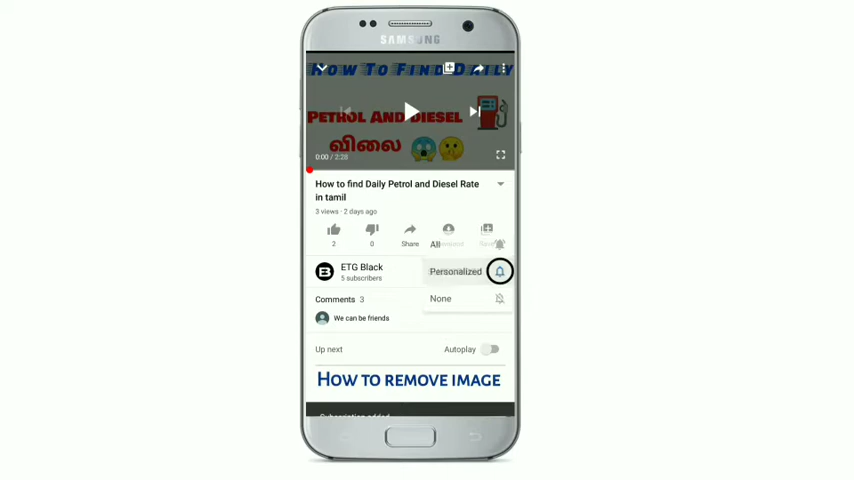 SAMSUNG
How To Find Daily
Petrol And Diesel
விலை
0:00 / 2:28
How to find Daily Petrol and Diesel Rate
in tamil
3 views · 2 days ago
2
0
Share
All
ETG Black
5 subscribers
Personalized
None
Comments 3
We can be friends
Up next
Autoplay
How to remove image
Subscription added